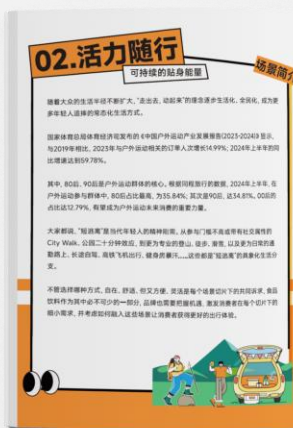 02.活力随行
可持续的贴身能量
场景简介
随着大众的生活半径不断扩大,“走出去、动起来”的理念逐步生活化、全民化,成为更
多年轻人追捧的常态化生活方式。
国家体育总局体育经济司发布的《中国户外运动产业发展报告(2023-2024)》显示,
与2019年相比,2023年与户外运动相关的订单人次增长14.99%;2024年上半年的同
比增速达到59.78%。
其中,80后、90后是户外运动群体的核心。根据同程旅行的数据,2024年上半年,在
户外运动参与群体中,80后占比最高,为35.84%;其次是90后,达34.81%。00后的
占比达12.79%,有望成为户外运动未来消费的重要力量。
大家都说,“短逃离”是当代年轻人的精神刚需。从参与门槛不高或带有社交属性的
City Walk、公园二十分钟效应,到更为专业的登山、徒步、滑雪,以及更为日常的通
勤路上、长途自驾、高铁飞机出行、健身房暴汗……这些都是“短逃离”的具象化生活分
支。
不管选择哪种方式,自在、舒适、但又方便、灵活是每个场景切片下的共同诉求。食品
饮料作为其中必不可少的一部分,品牌也需要把握机遇,激发消费者在每个切片下的
细小需求,并考虑如何融入这些场景让消费者获得更好的出行体验。